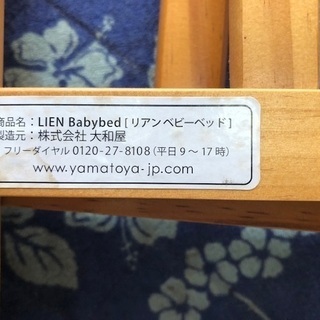 商品名：LIEN Babybed [ リアンベビーベッド ]
製造元：株式会社 大和屋
フリーダイヤル 0120-27-8108（平日 9 〜 17 時）
www.yamatoya-jp.com